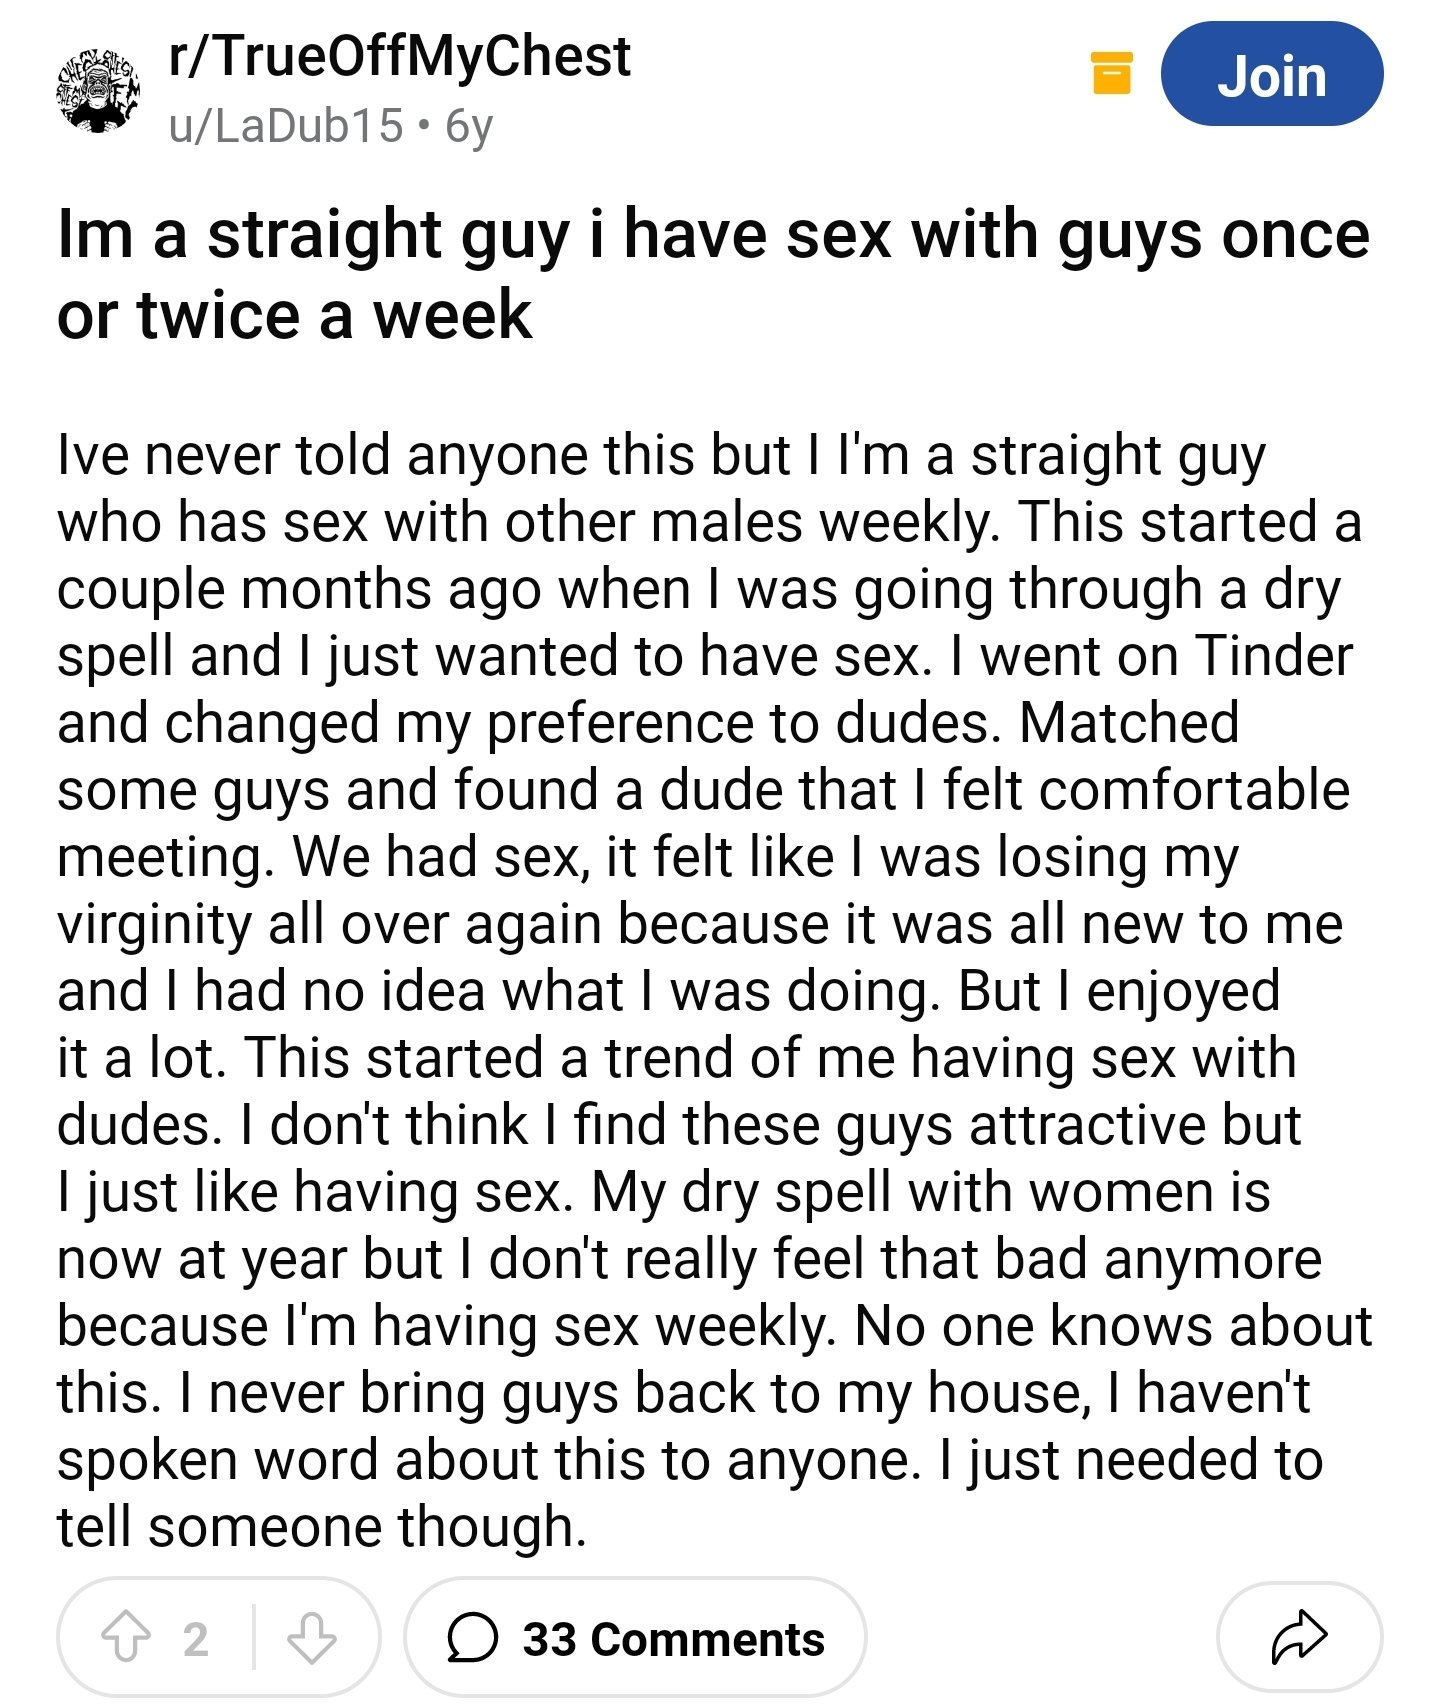 r/TrueOffMyChest
u/LaDub15 • 6y
Join
Im a straight guy i have sex with guys once
or twice a week
Ive never told anyone this but I I'm a straight guy
who has sex with other males weekly. This started a
couple months ago when I was going through a dry
spell and I just wanted to have sex. I went on Tinder
and changed my preference to dudes. Matched
some guys and found a dude that I felt comfortable
meeting. We had sex, it felt like I was losing my
virginity all over again because it was all new to me
and I had no idea what I was doing. But I enjoyed
it a lot. This started a trend of me having sex with
dudes. I don't think I find these guys attractive but
I just like having sex. My dry spell with women is
now at year but I don't really feel that bad anymore
because I'm having sex weekly. No one knows about
this. I never bring guys back to my house, I haven't
spoken word about this to anyone. I just needed to
tell someone though.
2
33 Comments